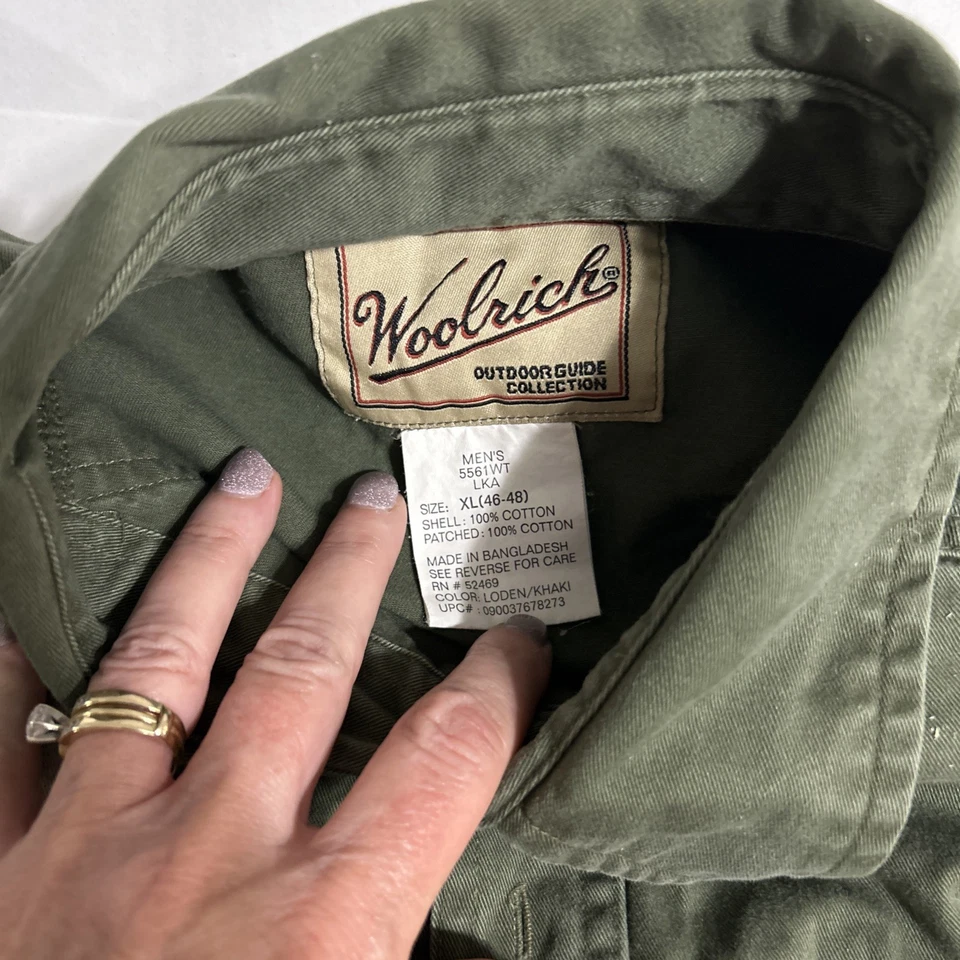 Woolrich®
OUTDOOR GUIDE
COLLECTION
MEN'S
5561WT
LKA
SIZE: XL(46-48)
SHELL: 100% COTTON
PATCHED: 100% COTTON
MADE IN BANGLADESH
SEE REVERSE FOR CARE
RN # 52469
COLOR: LODEN/KHAKI
UPC# : 090037678273